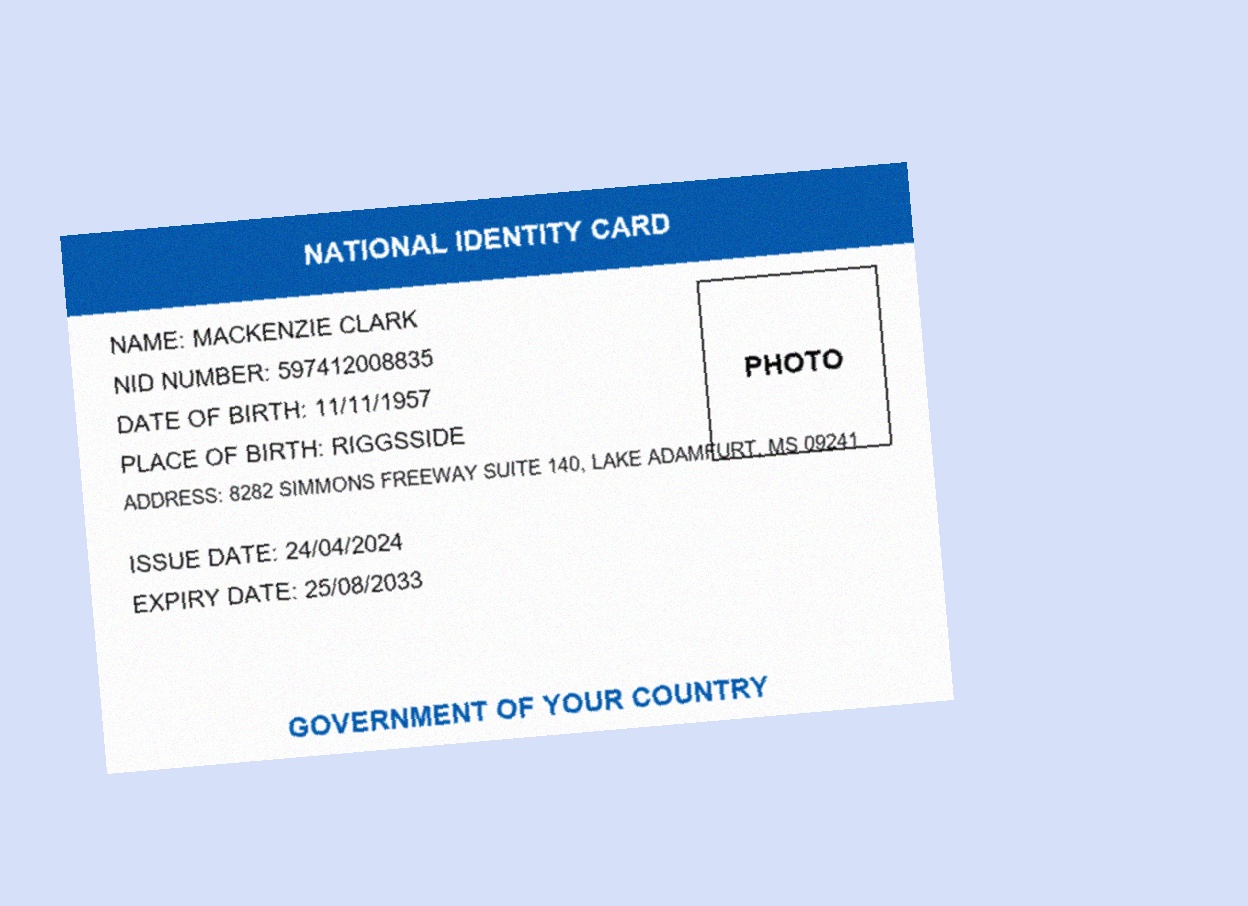 NATIONAL IDENTITY CARD
NAME: MACKENZIE CLARK
NID NUMBER: 597412008835
DATE OF BIRTH: 11/11/1957
PLACE OF BIRTH: RIGGSSIDE
ADDRESS: 8282 SIMMONS FREEWAY SUITE 140, LAKE ADAMFURT, MS 09241
PHOTO
ISSUE DATE: 24/04/2024
EXPIRY DATE: 25/08/2033
GOVERNMENT OF YOUR COUNTRY